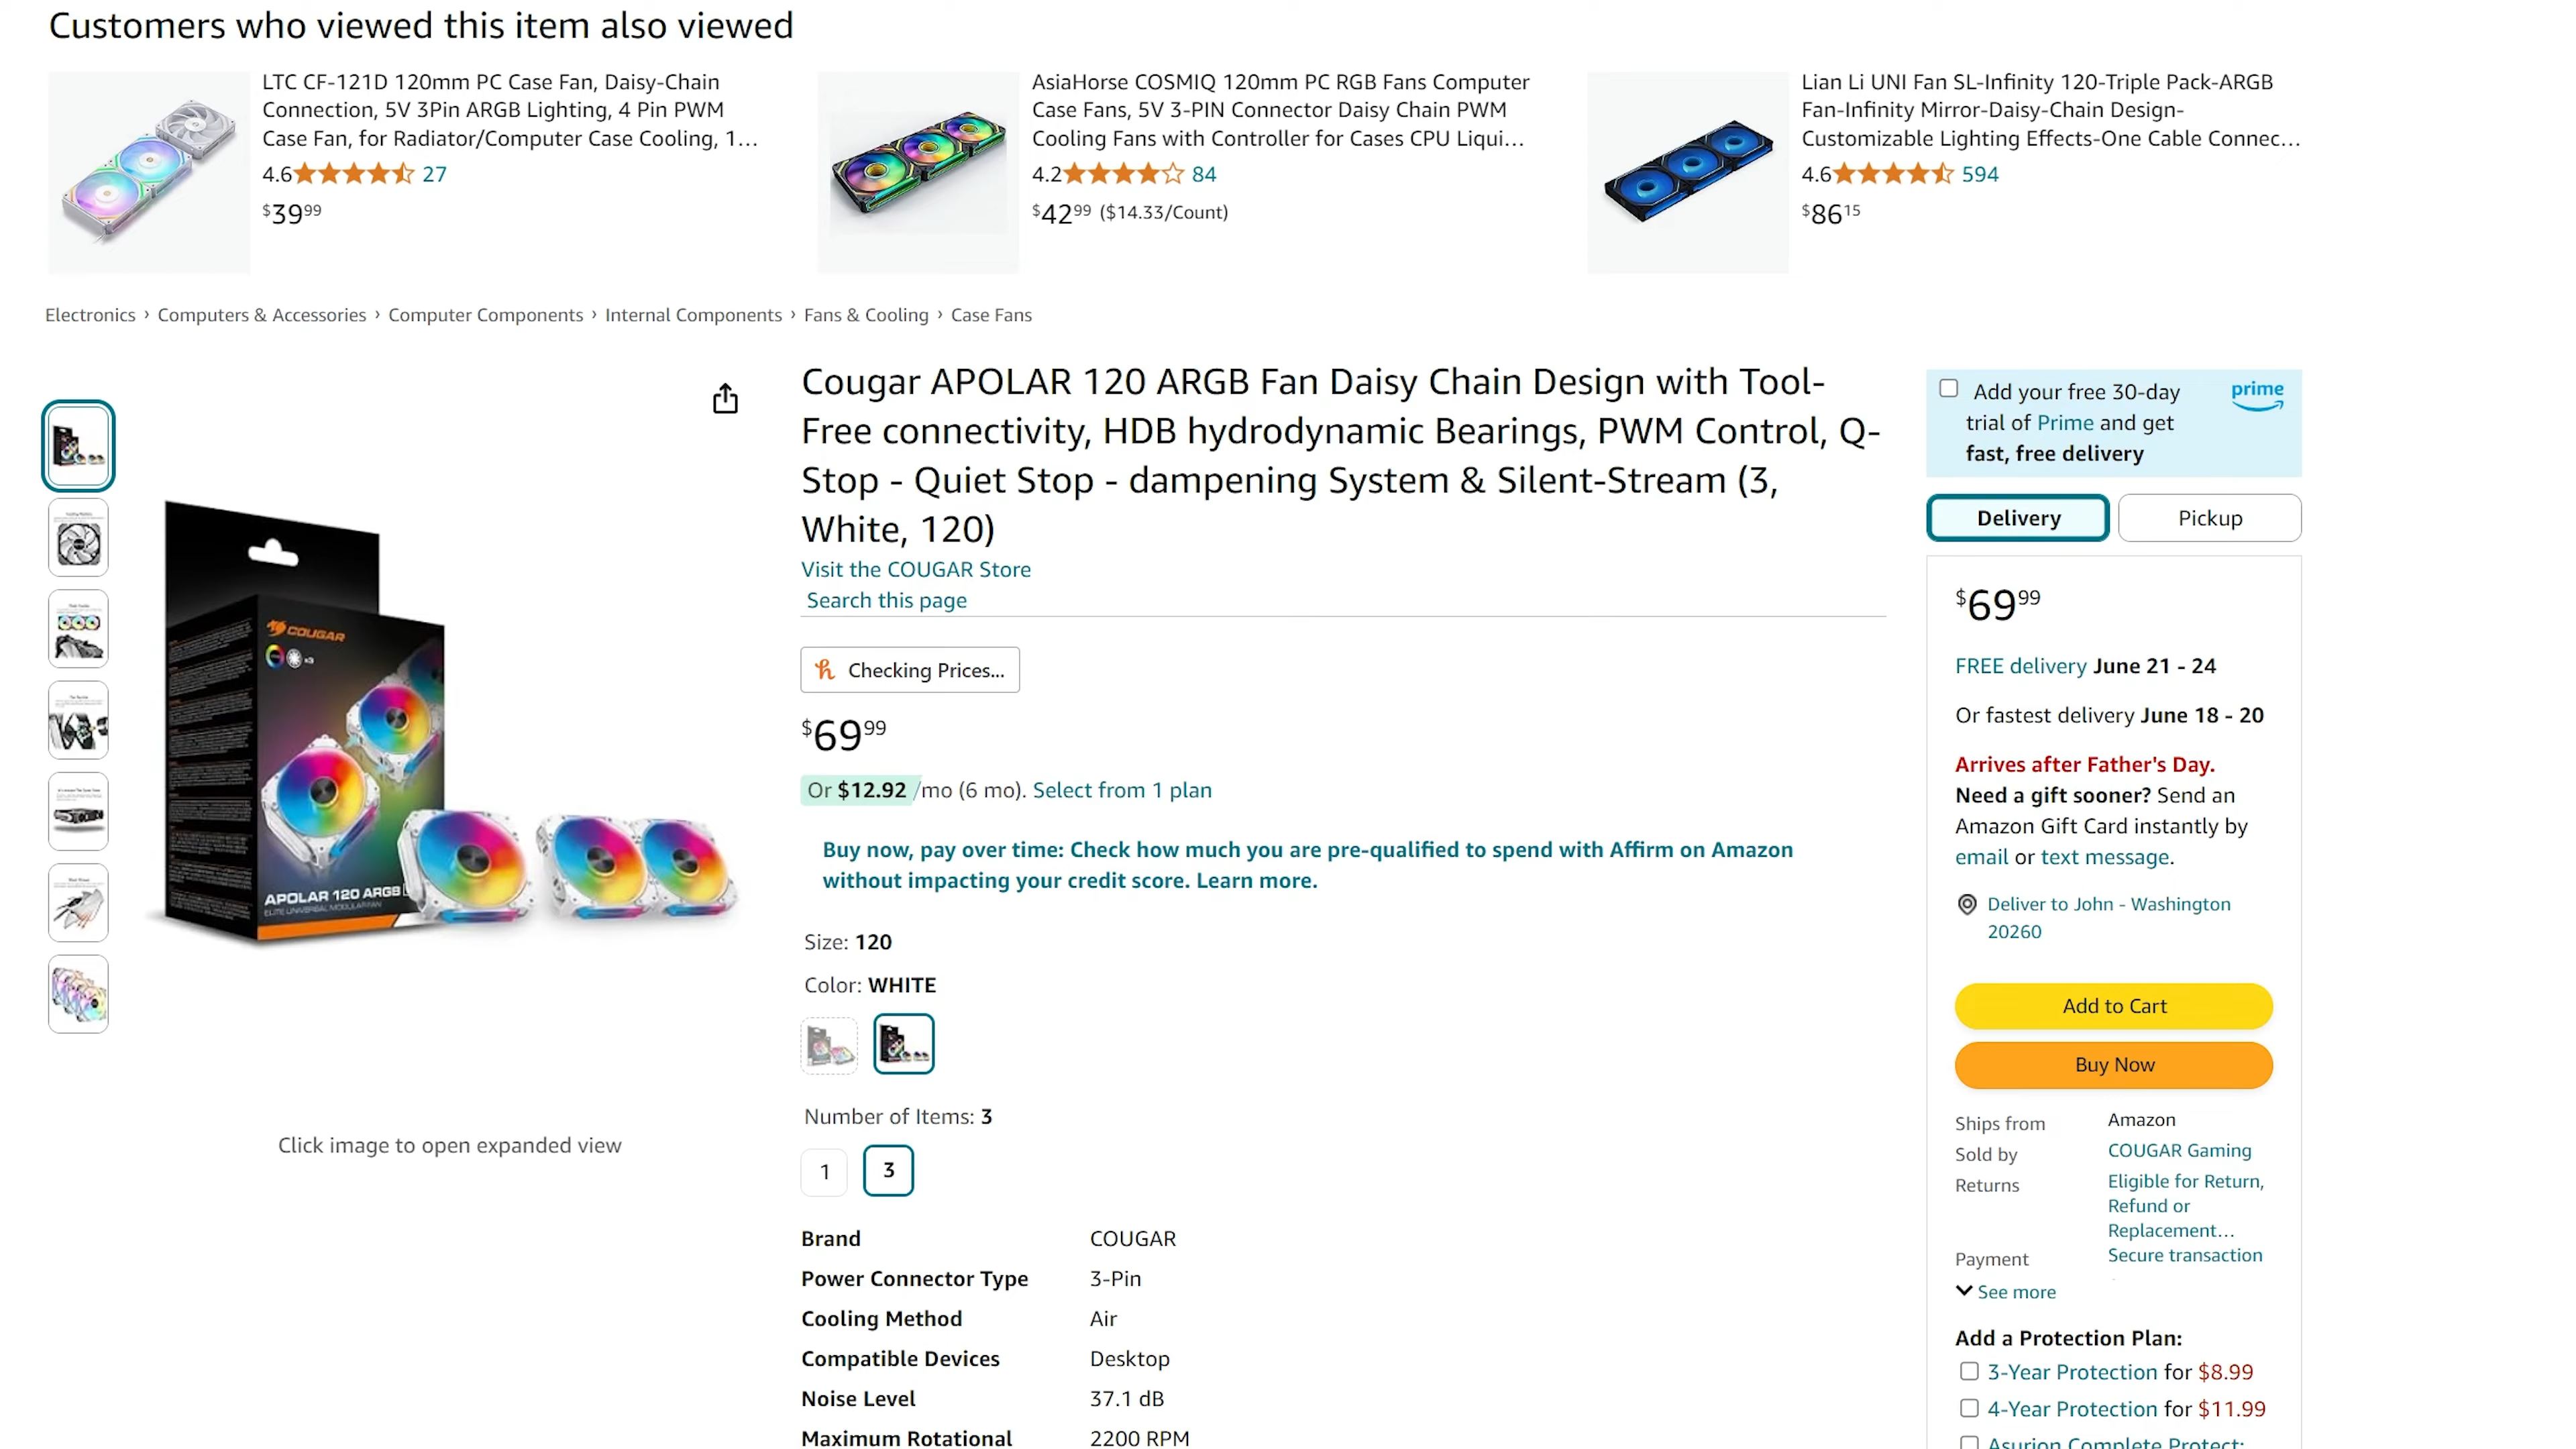 Customers who viewed this item also viewed
LTC CF-121D 120mm PC Case Fan, Daisy-Chain
Connection, 5V 3Pin ARGB Lighting, 4 Pin PWM
Case Fan, for Radiator/Computer Case Cooling, 1...
4.6 27
$39.99
AsiaHorse COSMIQ 120mm PC RGB Fans Computer
Case Fans, 5V 3-PIN Connector Daisy Chain PWM
Cooling Fans with Controller for Cases CPU Liqui...
4.2 84
$42.99 ($14.33/Count)
Lian Li UNI Fan SL-Infinity 120-Triple Pack-ARGB
Fan-Infinity Mirror-Daisy-Chain Design-
Customizable Lighting Effects-One Cable Connec...
4.6 594
$86.15
Electronics › Computers & Accessories › Computer Components › Internal Components › Fans & Cooling › Case Fans
COUGAR
x3
APOLAR 120 ARGB
ELITE UNIVERSAL MODULAR FAN
Click image to open expanded view
Cougar APOLAR 120 ARGB Fan Daisy Chain Design with Tool-
Free connectivity, HDB hydrodynamic Bearings, PWM Control, Q-
Stop - Quiet Stop - dampening System & Silent-Stream (3,
White, 120)
Visit the COUGAR Store
Search this page
Checking Prices...
$69.99
Or $12.92 /mo (6 mo). Select from 1 plan
Buy now, pay over time: Check how much you are pre-qualified to spend with Affirm on Amazon
without impacting your credit score. Learn more.
Size: 120
Color: WHITE
Number of Items: 3
1 3
Brand COUGAR
Power Connector Type 3-Pin
Cooling Method Air
Compatible Devices Desktop
Noise Level 37.1 dB
Maximum Rotational 2200 RPM
Add your free 30-day
trial of Prime and get
fast, free delivery
prime
Delivery Pickup
$69.99
FREE delivery June 21 - 24
Or fastest delivery June 18 - 20
Arrives after Father's Day.
Need a gift sooner? Send an
Amazon Gift Card instantly by
email or text message.
Deliver to John - Washington
20260
Add to Cart
Buy Now
Ships from Amazon
Sold by COUGAR Gaming
Returns Eligible for Return,
Refund or
Replacement...
Payment Secure transaction
See more
Add a Protection Plan:
3-Year Protection for $8.99
4-Year Protection for $11.99
Asurion Complete Protect: